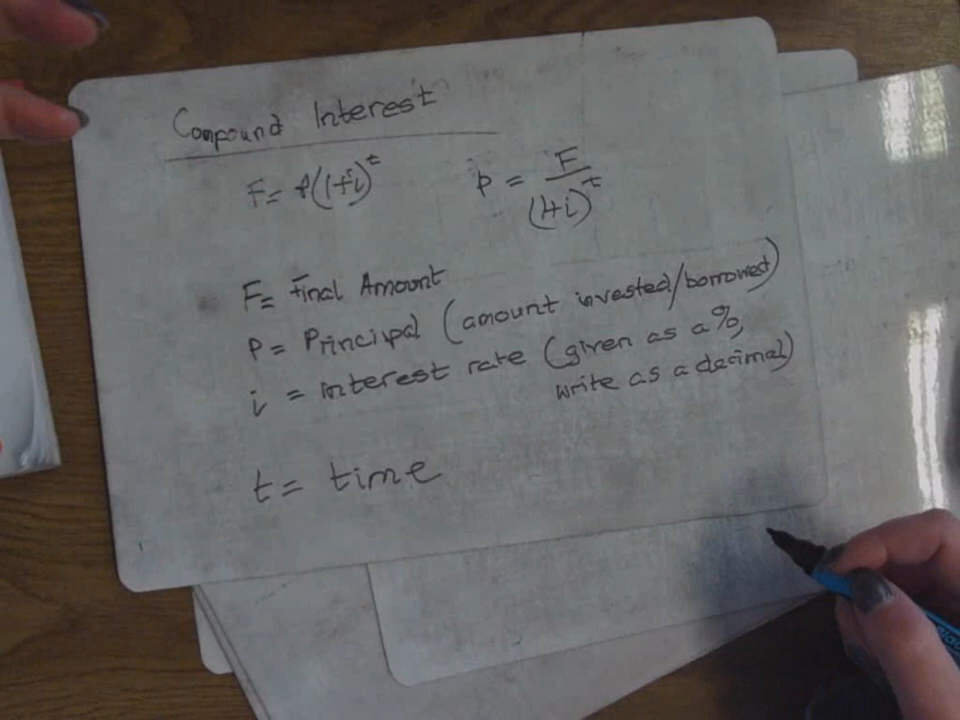 Compound Interest
F = P(1+i)^t
P = F/(1+i)^t
F = Final Amount
P = Principal (amount invested/borrowed)
i = interest rate (given as a %,
write as a decimal)
t = time